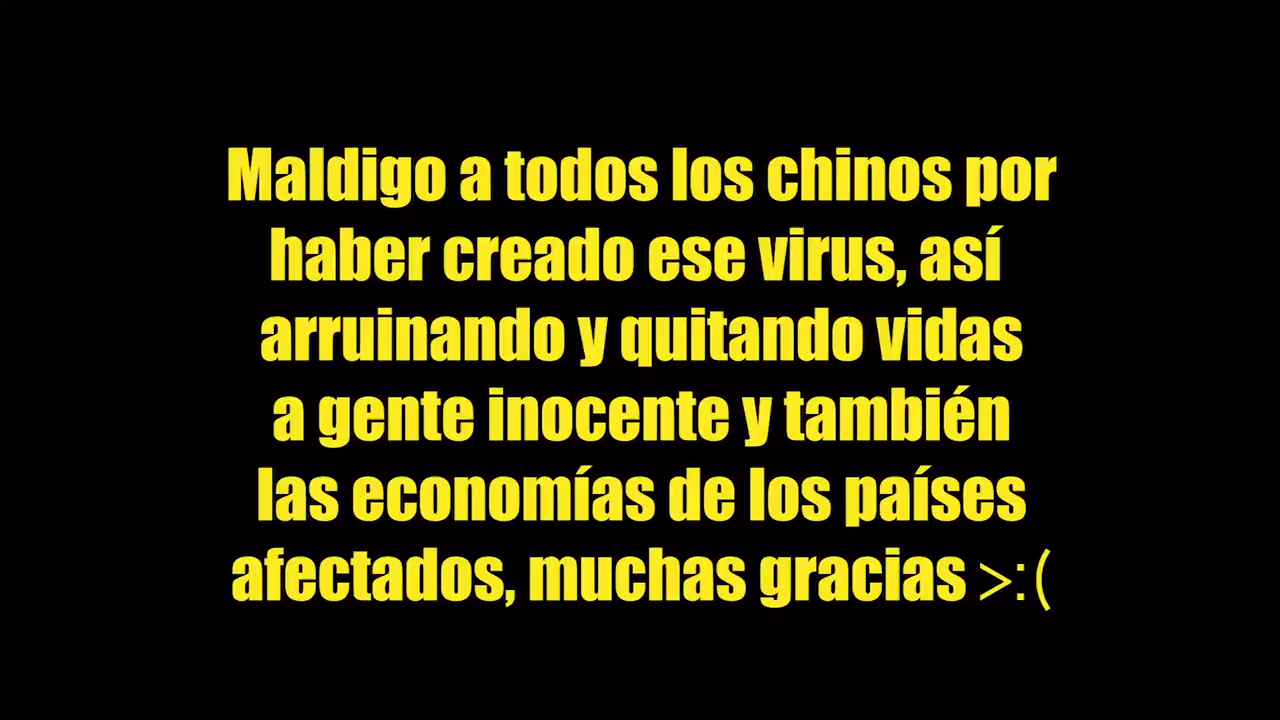 Maldigo a todos los chinos por
haber creado ese virus, así
arruinando y quitando vidas
a gente inocente y también
las economías de los países
afectados, muchas gracias >:(